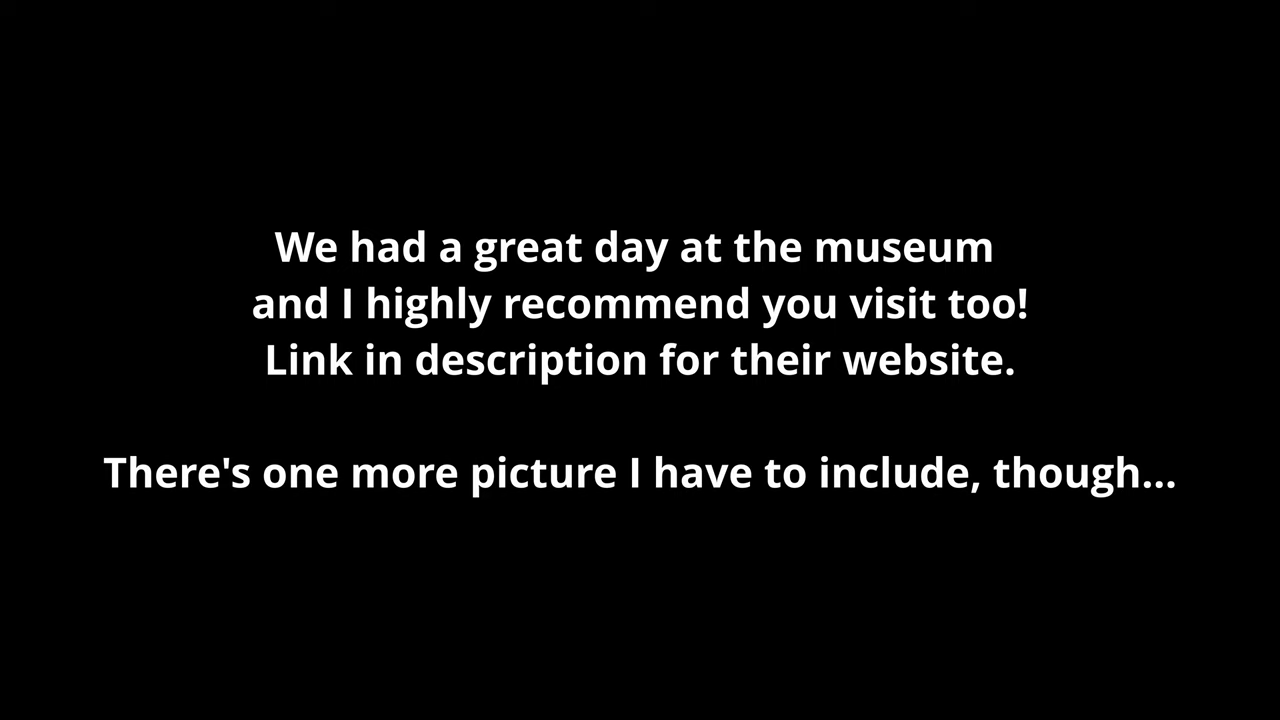 We had a great day at the museum
and I highly recommend you visit too!
Link in description for their website.
There's one more picture I have to include, though...